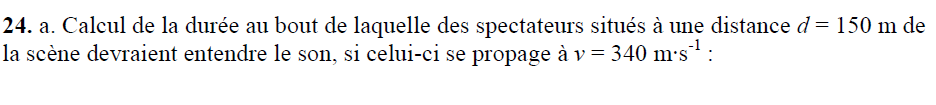 24. a. Calcul de la durée au bout de laquelle des spectateurs situés à une distance d = 150 m de
la scène devraient entendre le son, si celui-ci se propage à v = 340 m·s⁻¹ :